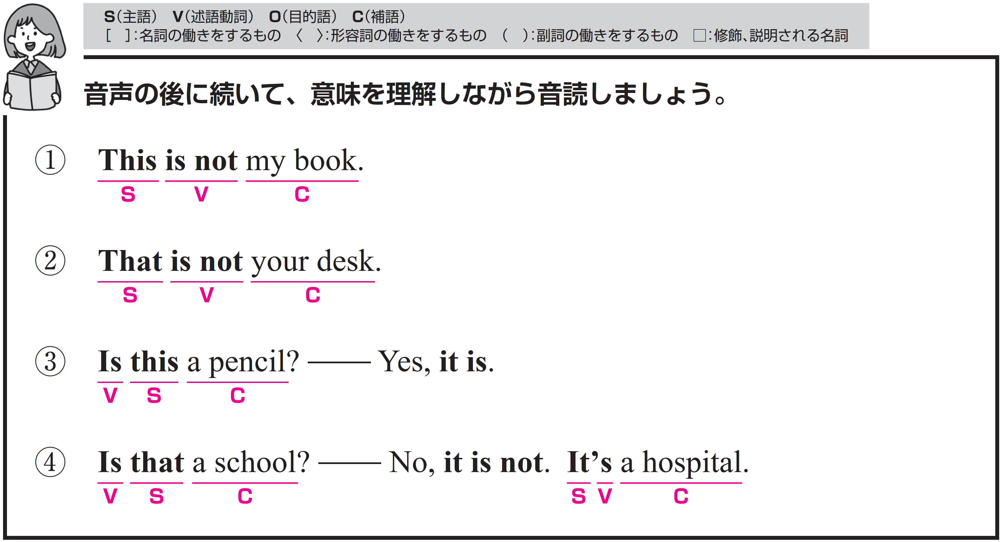 S（主語）　V（述語動詞）　O（目的語）　C（補語）
［　］：名詞の働きをするもの　〈　〉：形容詞の働きをするもの　（　）：副詞の働きをするもの　□：修飾、説明される名詞
音声の後に続いて、意味を理解しながら音読しましょう。
① This is not my book.
S V C
② That is not your desk.
S V C
③ Is this a pencil? —— Yes, it is.
V S C
④ Is that a school? —— No, it is not. It’s a hospital.
V S C S V C